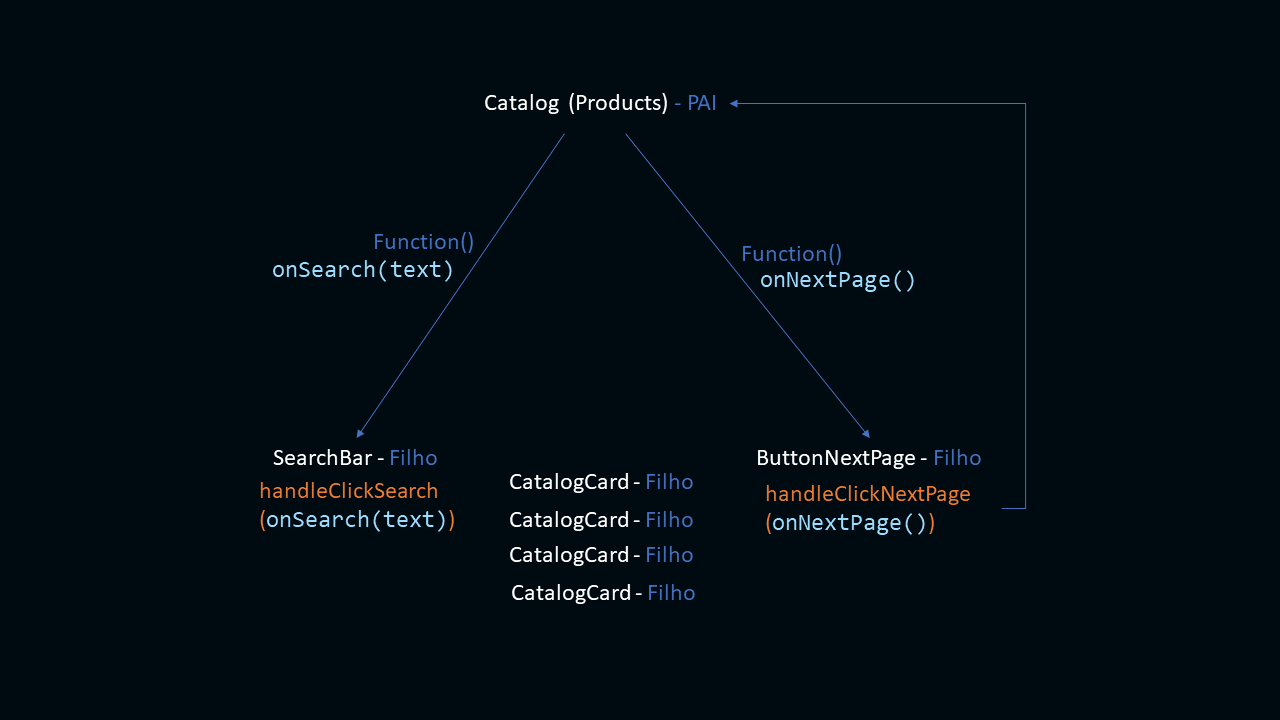 Catalog (Products) - PAI
Function()
onSearch(text)
Function()
onNextPage()
SearchBar - Filho
handleClickSearch
(onSearch(text))
CatalogCard - Filho
CatalogCard - Filho
CatalogCard - Filho
CatalogCard - Filho
ButtonNextPage - Filho
handleClickNextPage
(onNextPage())